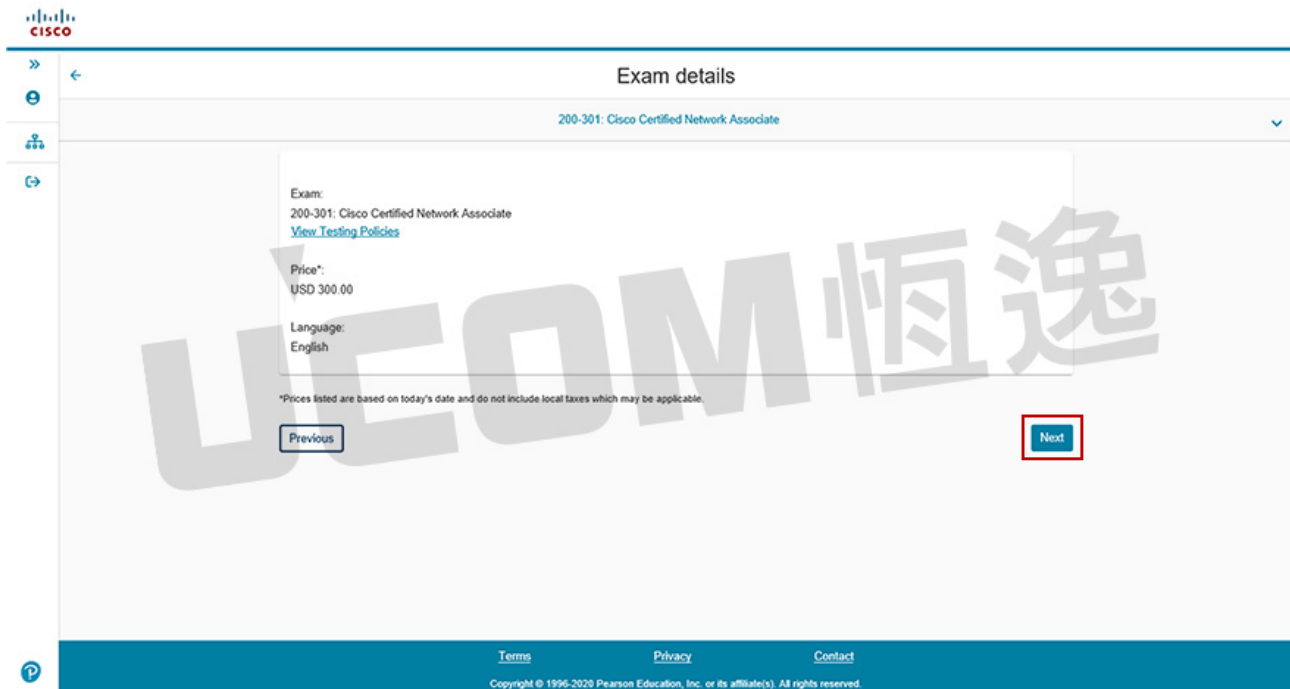 CISCO
Exam details
200-301: Cisco Certified Network Associate
Exam:
200-301: Cisco Certified Network Associate
View Testing Policies
Price*:
USD 300.00
Language:
English
*Prices listed are based on today's date and do not include local taxes which may be applicable.
Previous
Next
UCOM恆逸
Terms Privacy Contact
Copyright © 1996-2020 Pearson Education, Inc. or its affiliate(s). All rights reserved.